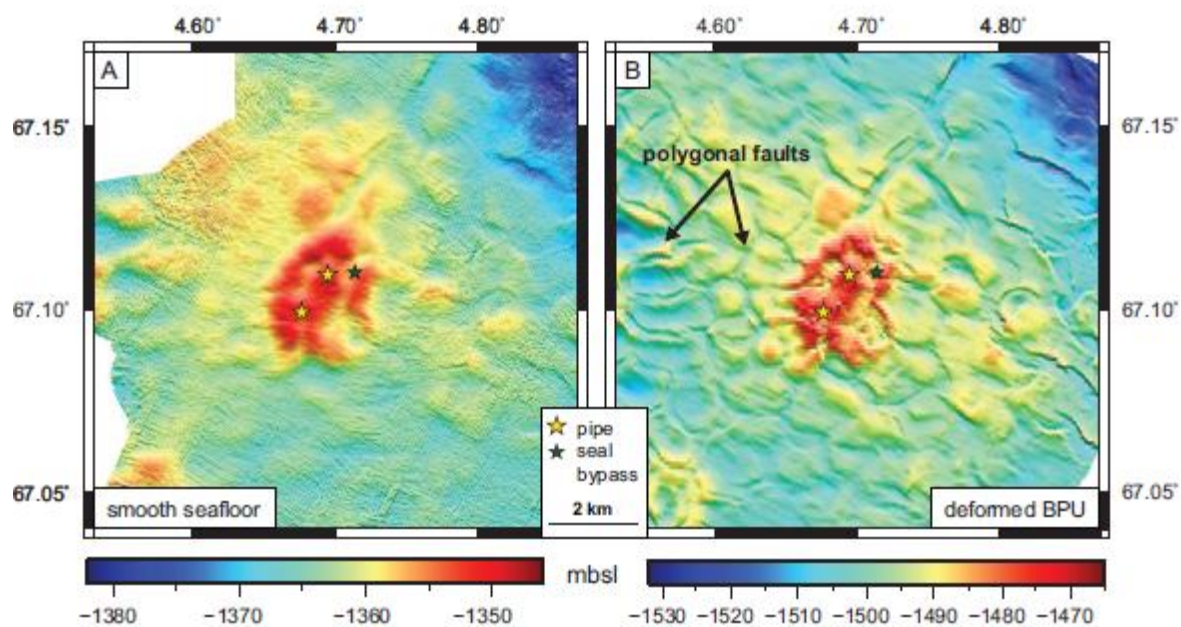 4.60° 4.70° 4.80° 4.60° 4.70° 4.80°
A B
67.15° 67.15°
polygonal faults
67.10° 67.10°
pipe
seal
bypass
67.05° 67.05°
smooth seafloor 2 km deformed BPU
mbsl
−1380 −1370 −1360 −1350 −1530 −1510 −1500 −1490 −1480 −1470